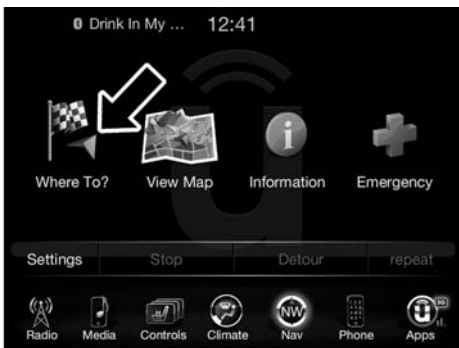 Drink In My ... 12:41
Where To? View Map Information Emergency
Settings Stop Detour repeat
NW
3G
Radio Media Controls Climate Nav Phone Apps